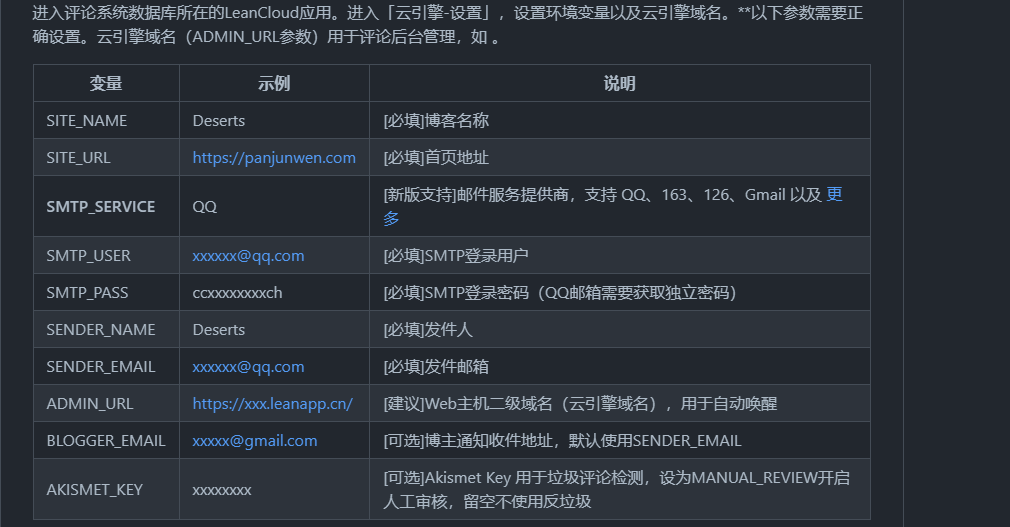 进入评论系统数据库所在的LeanCloud应用。进入「云引擎-设置」，设置环境变量以及云引擎域名。**以下参数需要正
确设置。云引擎域名（ADMIN_URL参数）用于评论后台管理，如 。
变量 示例 说明
SITE_NAME Deserts [必填]博客名称
SITE_URL https://panjunwen.com [必填]首页地址
SMTP_SERVICE QQ [新版支持]邮件服务提供商，支持 QQ、163、126、Gmail 以及 更
多
SMTP_USER xxxxxx@qq.com [必填]SMTP登录用户
SMTP_PASS ccxxxxxxxxch [必填]SMTP登录密码（QQ邮箱需要获取独立密码）
SENDER_NAME Deserts [必填]发件人
SENDER_EMAIL xxxxxx@qq.com [必填]发件邮箱
ADMIN_URL https://xxx.leanapp.cn/ [建议]Web主机二级域名（云引擎域名），用于自动唤醒
BLOGGER_EMAIL xxxxx@gmail.com [可选]博主通知收件地址，默认使用SENDER_EMAIL
AKISMET_KEY xxxxxxxx [可选]Akismet Key 用于垃圾评论检测，设为MANUAL_REVIEW开启
人工审核，留空不使用反垃圾